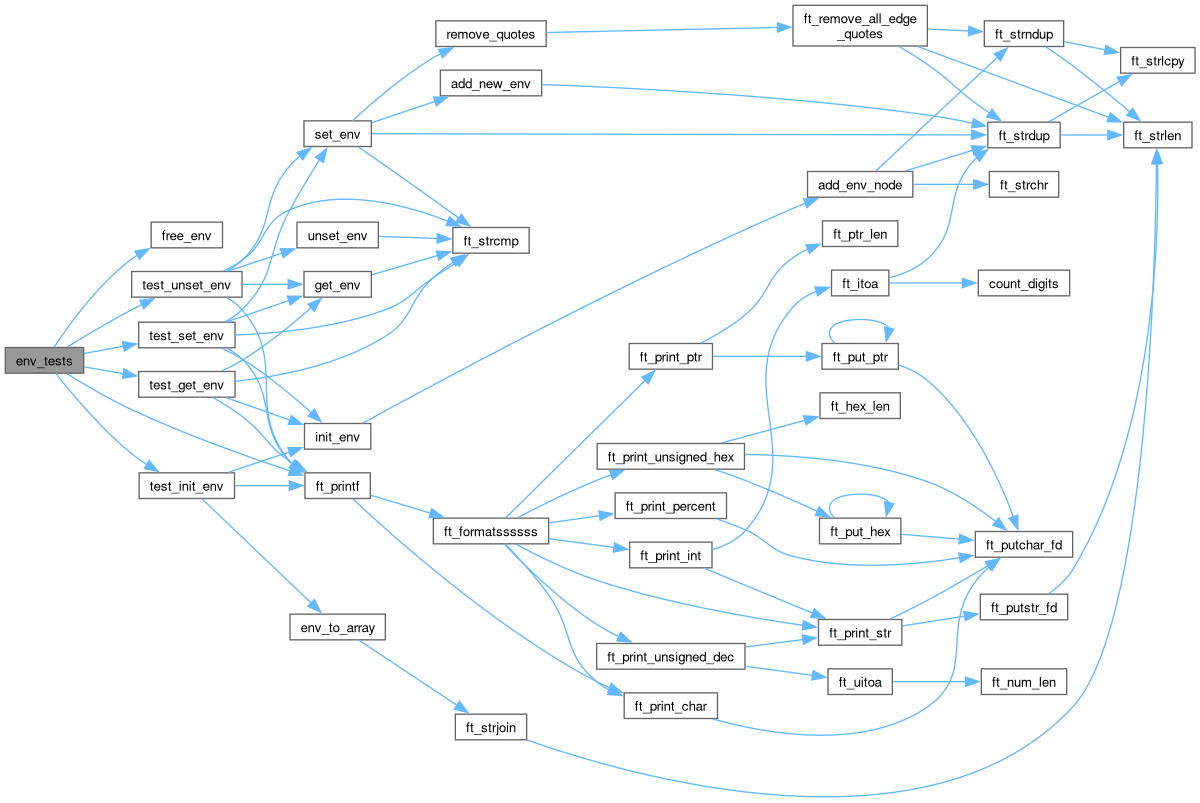 remove_quotes
ft_remove_all_edge
_quotes
ft_strndup
ft_strlcpy
add_new_env
set_env
ft_strdup
ft_strlen
add_env_node
ft_strchr
free_env
unset_env
ft_strcmp
ft_ptr_len
test_unset_env
get_env
ft_itoa
count_digits
test_set_env
env_tests
ft_print_ptr
ft_put_ptr
test_get_env
ft_hex_len
init_env
ft_print_unsigned_hex
test_init_env
ft_printf
ft_print_percent
ft_formatssssss
ft_put_hex
ft_putchar_fd
ft_print_int
ft_putstr_fd
env_to_array
ft_print_str
ft_print_unsigned_dec
ft_uitoa
ft_num_len
ft_print_char
ft_strjoin